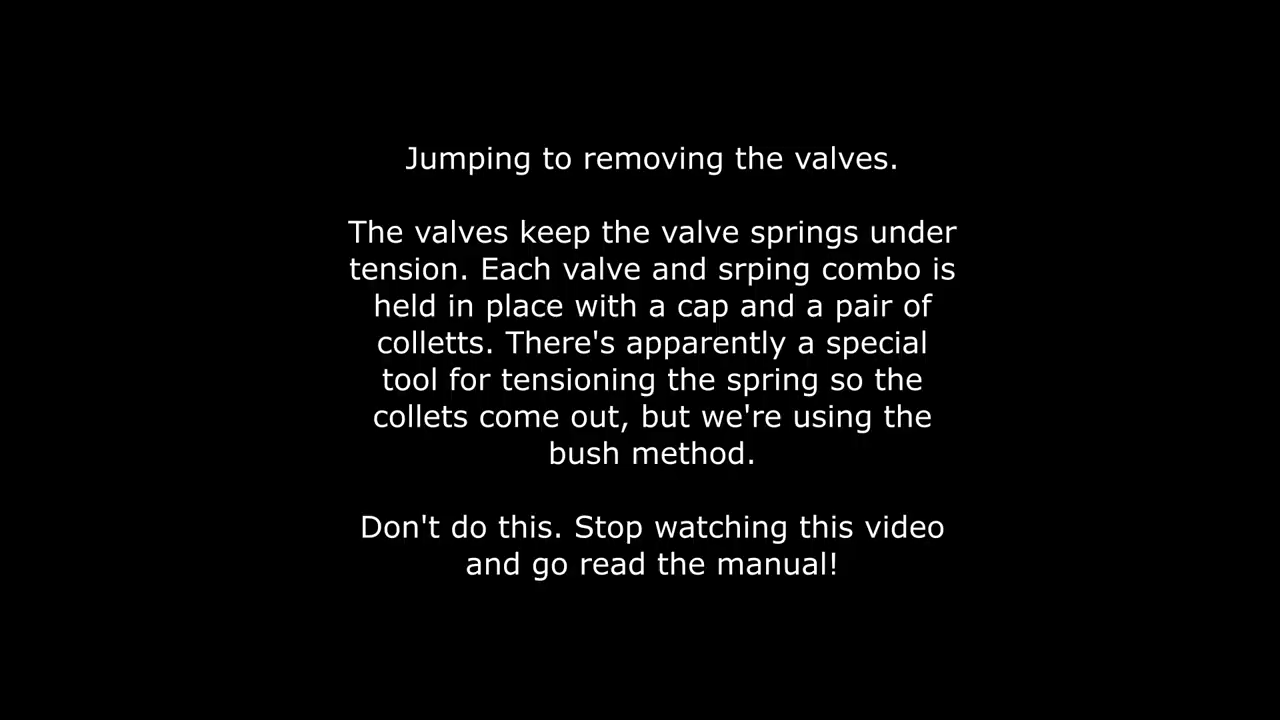 Jumping to removing the valves.
The valves keep the valve springs under
tension. Each valve and srping combo is
held in place with a cap and a pair of
colletts. There's apparently a special
tool for tensioning the spring so the
collets come out, but we're using the
bush method.
Don't do this. Stop watching this video
and go read the manual!